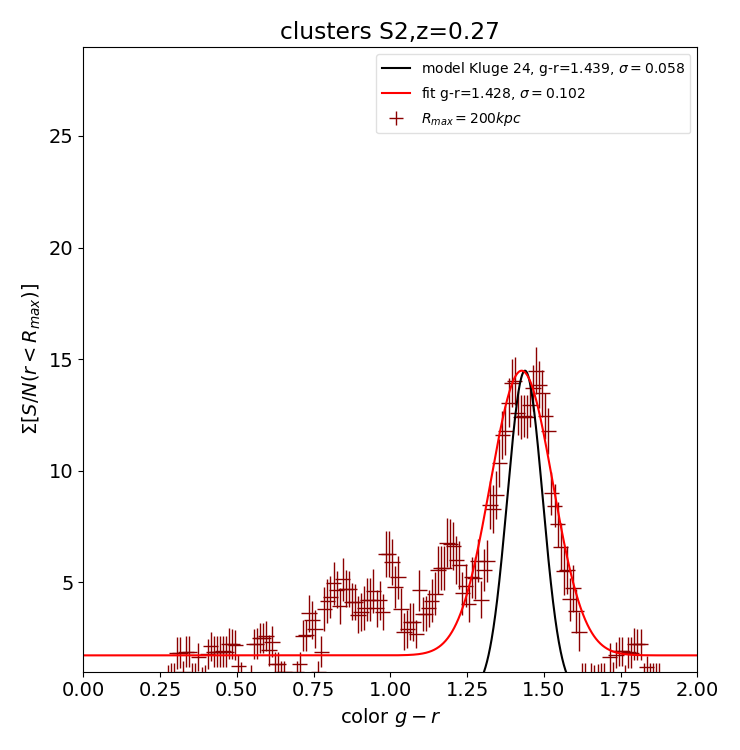 clusters S2,z=0.27
model Kluge 24, g-r=1.439, σ = 0.058
fit g-r=1.428, σ = 0.102
R_max = 200kpc
Σ[S/N(r < R_max)]
25
20
15
10
5
0.00 0.25 0.50 0.75 1.00 1.25 1.50 1.75 2.00
color g − r